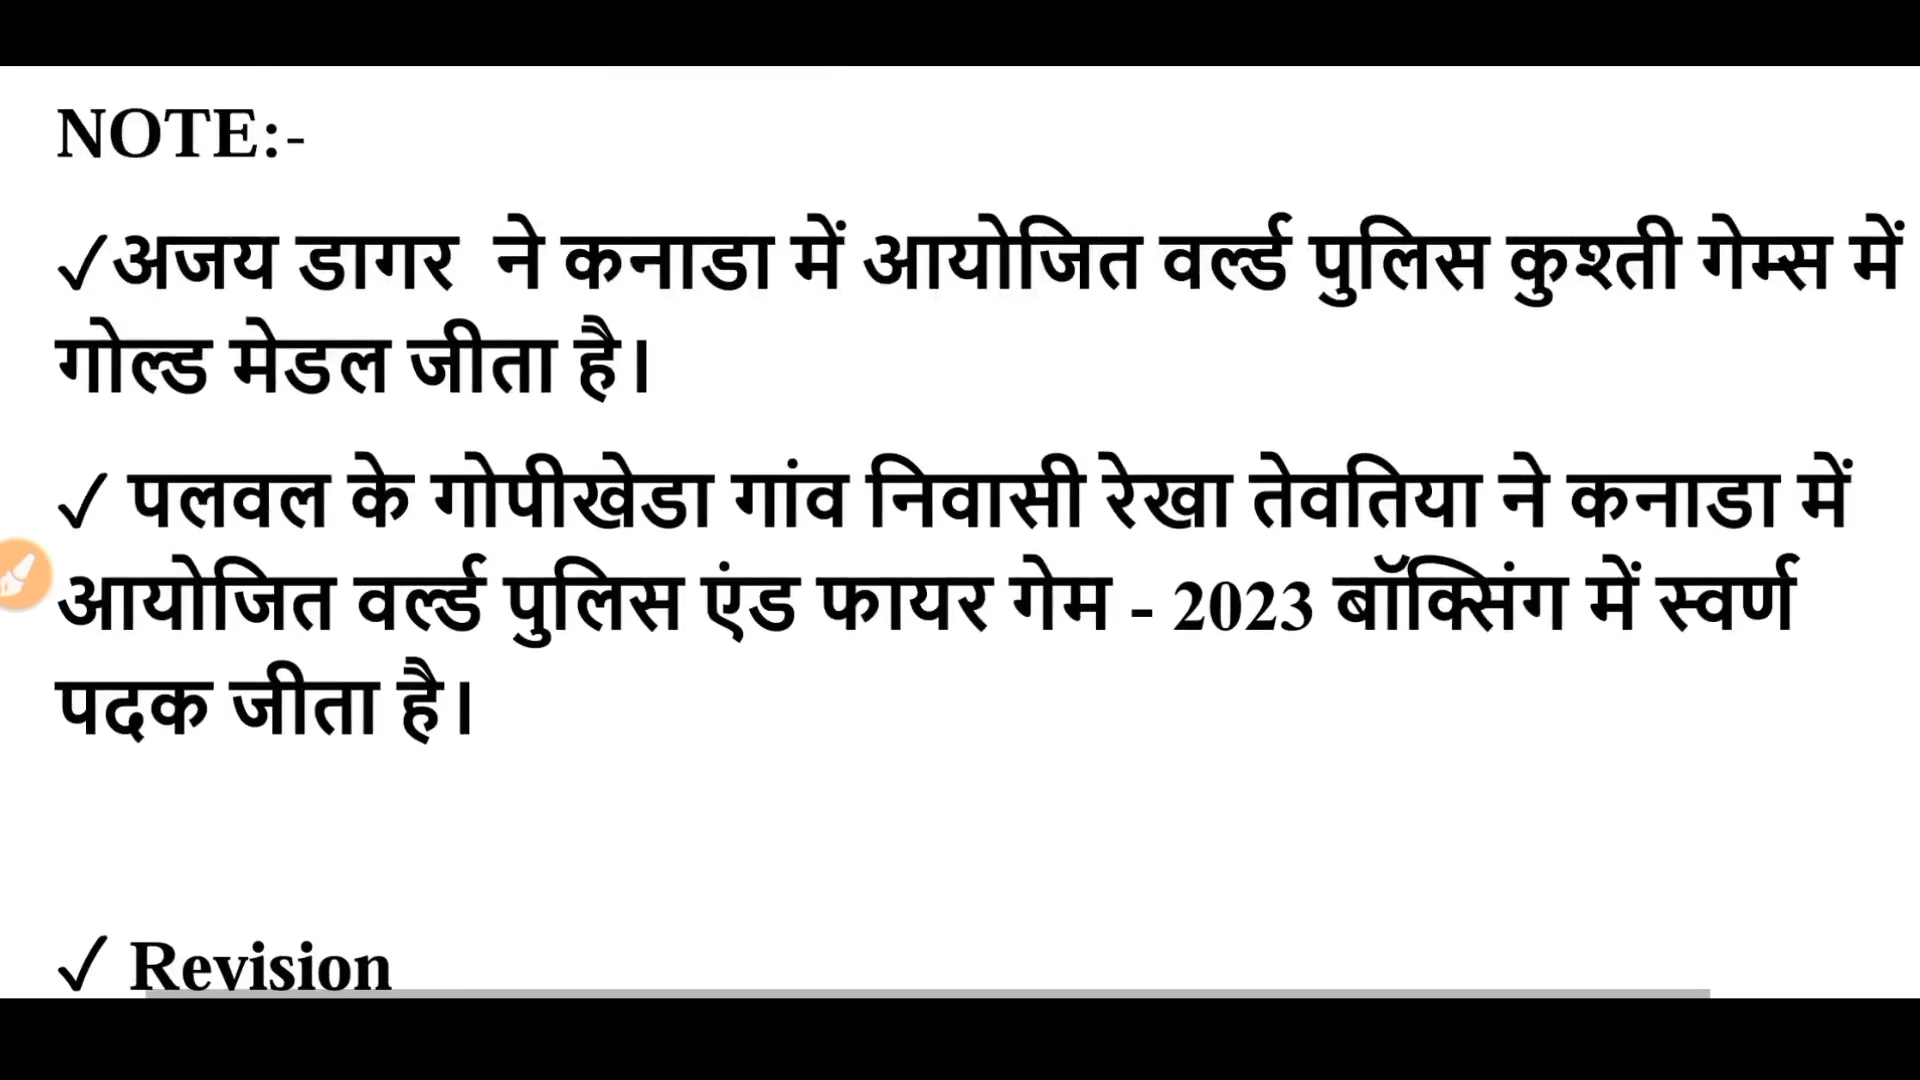 NOTE:-
✓अजय डागर ने कनाडा में आयोजित वर्ल्ड पुलिस कुश्ती गेम्स में
गोल्ड मेडल जीता है।
✓ पलवल के गोपीखेडा गांव निवासी रेखा तेवतिया ने कनाडा में
आयोजित वर्ल्ड पुलिस एंड फायर गेम - 2023 बॉक्सिंग में स्वर्ण
पदक जीता है।
✓ Revision